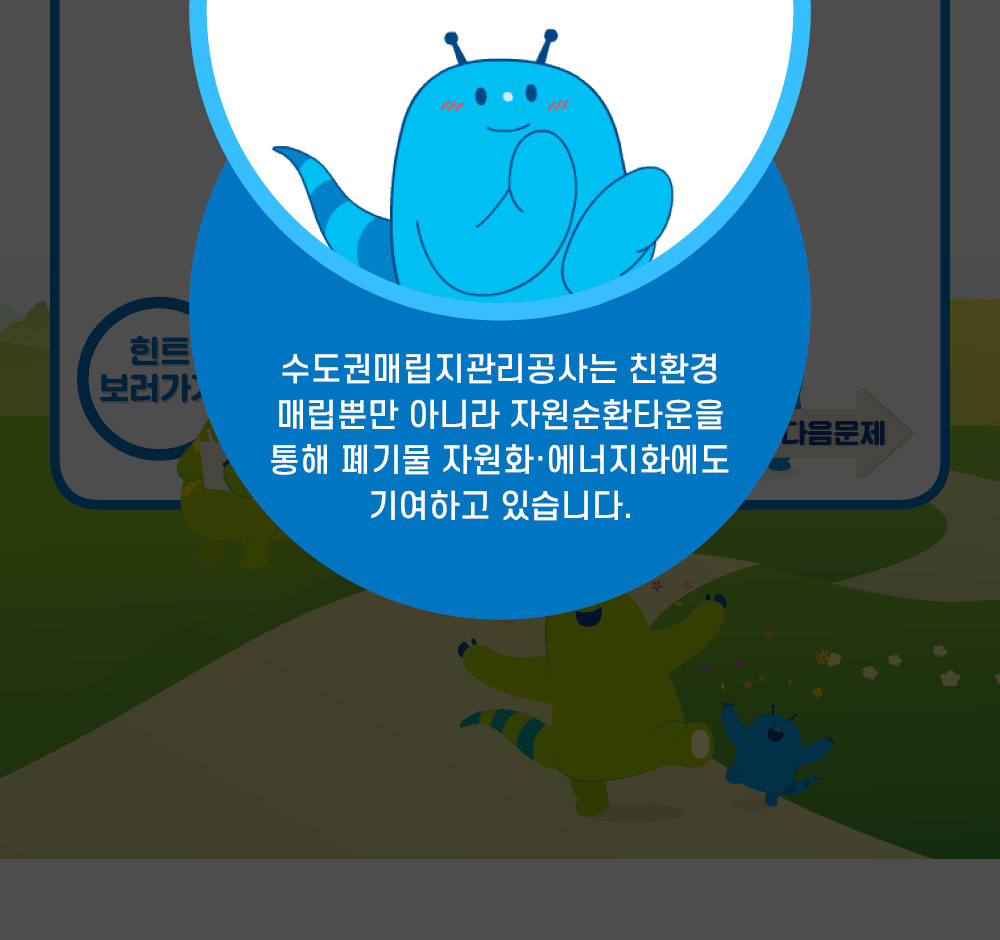 수도권매립지관리공사는 친환경
매립뿐만 아니라 자원순환타운을
통해 폐기물 자원화·에너지화에도
기여하고 있습니다.
힌트
보러가기
다음문제